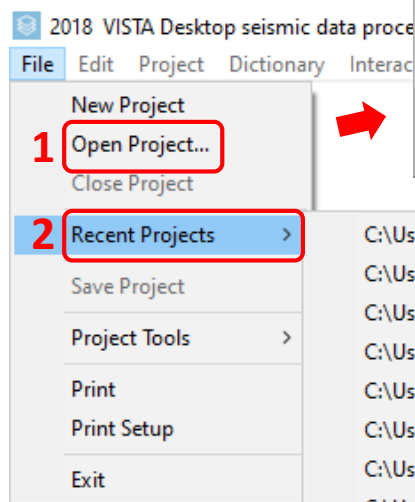 2018 VISTA Desktop seismic data proce
File Edit Project Dictionary Interac
New Project
1 Open Project...
Close Project
2 Recent Projects > C:\Us
C:\Us
Save Project
C:\Us
Project Tools > C:\Us
Print C:\Us
Print Setup C:\Us
Exit C:\Us